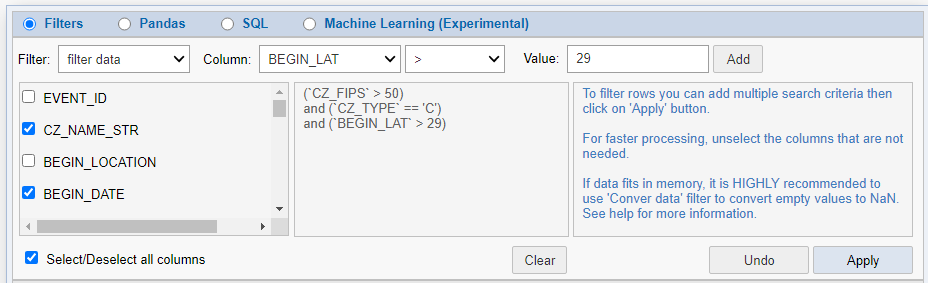 Filters Pandas SQL Machine Learning (Experimental)
Filter: filter data Column: BEGIN_LAT > Value: 29 Add
EVENT_ID
CZ_NAME_STR
BEGIN_LOCATION
BEGIN_DATE
(`CZ_FIPS` > 50)
and (`CZ_TYPE` == 'C')
and (`BEGIN_LAT` > 29)
To filter rows you can add multiple search criteria then
click on 'Apply' button.
For faster processing, unselect the columns that are not
needed.
If data fits in memory, it is HIGHLY recommended to
use 'Conver data' filter to convert empty values to NaN.
See help for more information.
Select/Deselect all columns Clear Undo Apply